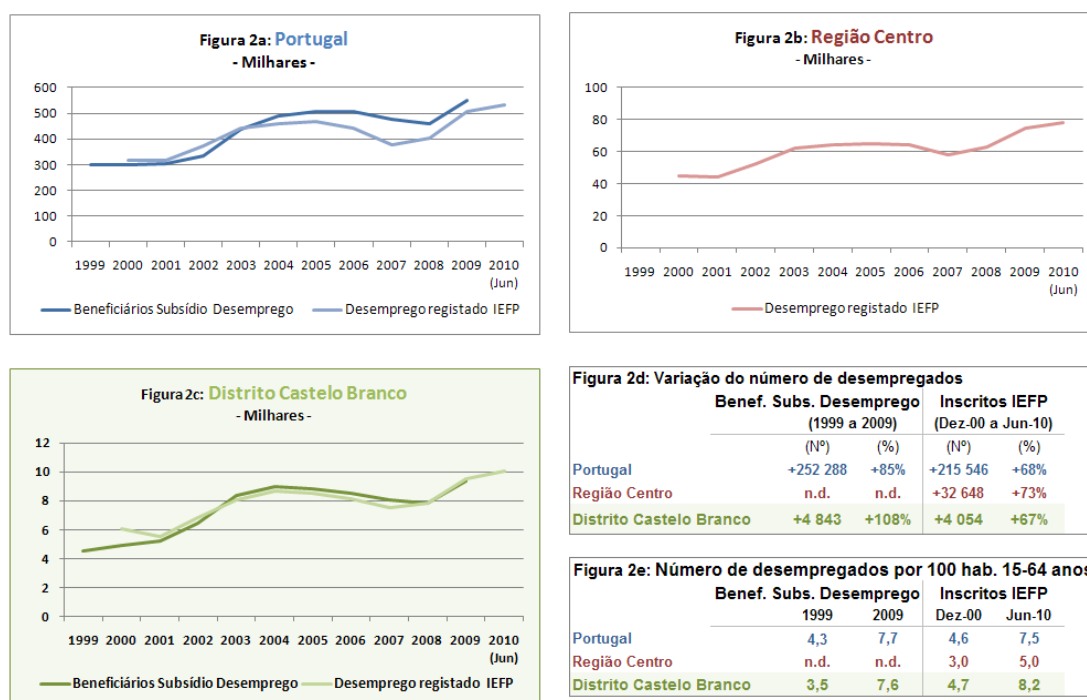 Figura 2a: Portugal
- Milhares -
600
500
400
300
200
100
0
1999 2000 2001 2002 2003 2004 2005 2006 2007 2008 2009 2010
(Jun)
Beneficiários Subsídio Desemprego Desemprego registado IEFP
Figura 2b: Região Centro
- Milhares -
100
80
60
40
20
0
1999 2000 2001 2002 2003 2004 2005 2006 2007 2008 2009 2010
(Jun)
Desemprego registado IEFP
Figura 2c: Distrito Castelo Branco
- Milhares -
12
10
8
6
4
2
0
1999 2000 2001 2002 2003 2004 2005 2006 2007 2008 2009 2010
(Jun)
Beneficiários Subsídio Desemprego Desemprego registado IEFP
Figura 2d: Variação do número de desempregados
Benef. Subs. Desemprego Inscritos IEFP
(1999 a 2009) (Dez-00 a Jun-10)
(Nº) (%) (Nº) (%)
Portugal +252 288 +85% +215 546 +68%
Região Centro n.d. n.d. +32 648 +73%
Distrito Castelo Branco +4 843 +108% +4 054 +67%
Figura 2e: Número de desempregados por 100 hab. 15-64 anos
Benef. Subs. Desemprego Inscritos IEFP
1999 2009 Dez-00 Jun-10
Portugal 4,3 7,7 4,6 7,5
Região Centro n.d. n.d. 3,0 5,0
Distrito Castelo Branco 3,5 7,6 4,7 8,2